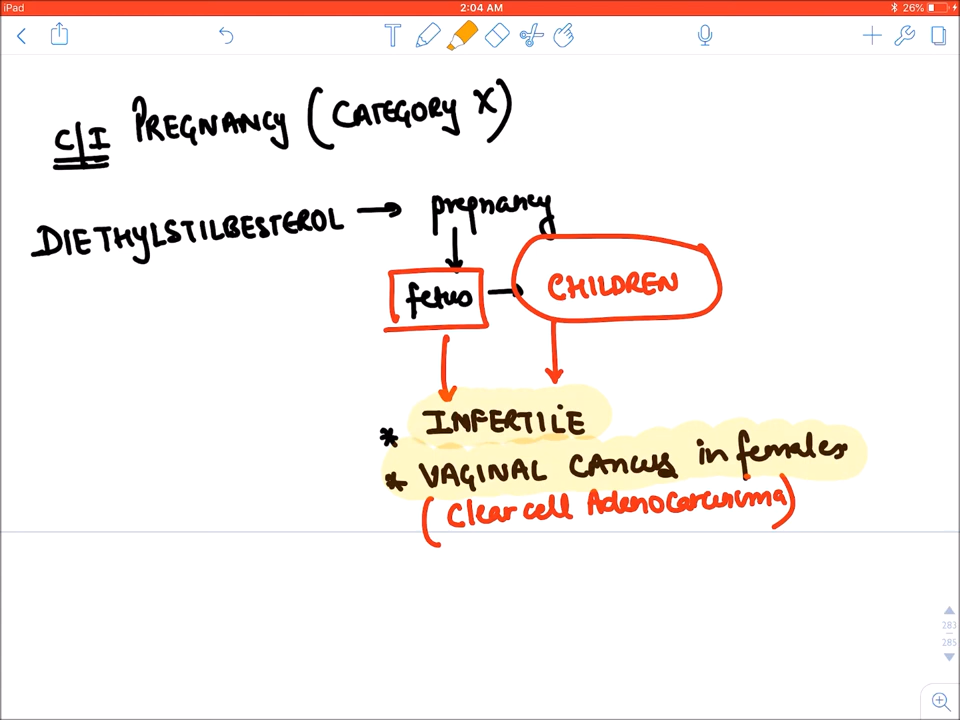 iPad
2:04 AM
26%
C/I PREGNANCY (CATEGORY X)
DIETHYLSTILBESTEROL → pregnancy
fetus → CHILDREN
* INFERTILE
* VAGINAL CANCER in females
(Clear cell Adenocarcinoma)
283
285